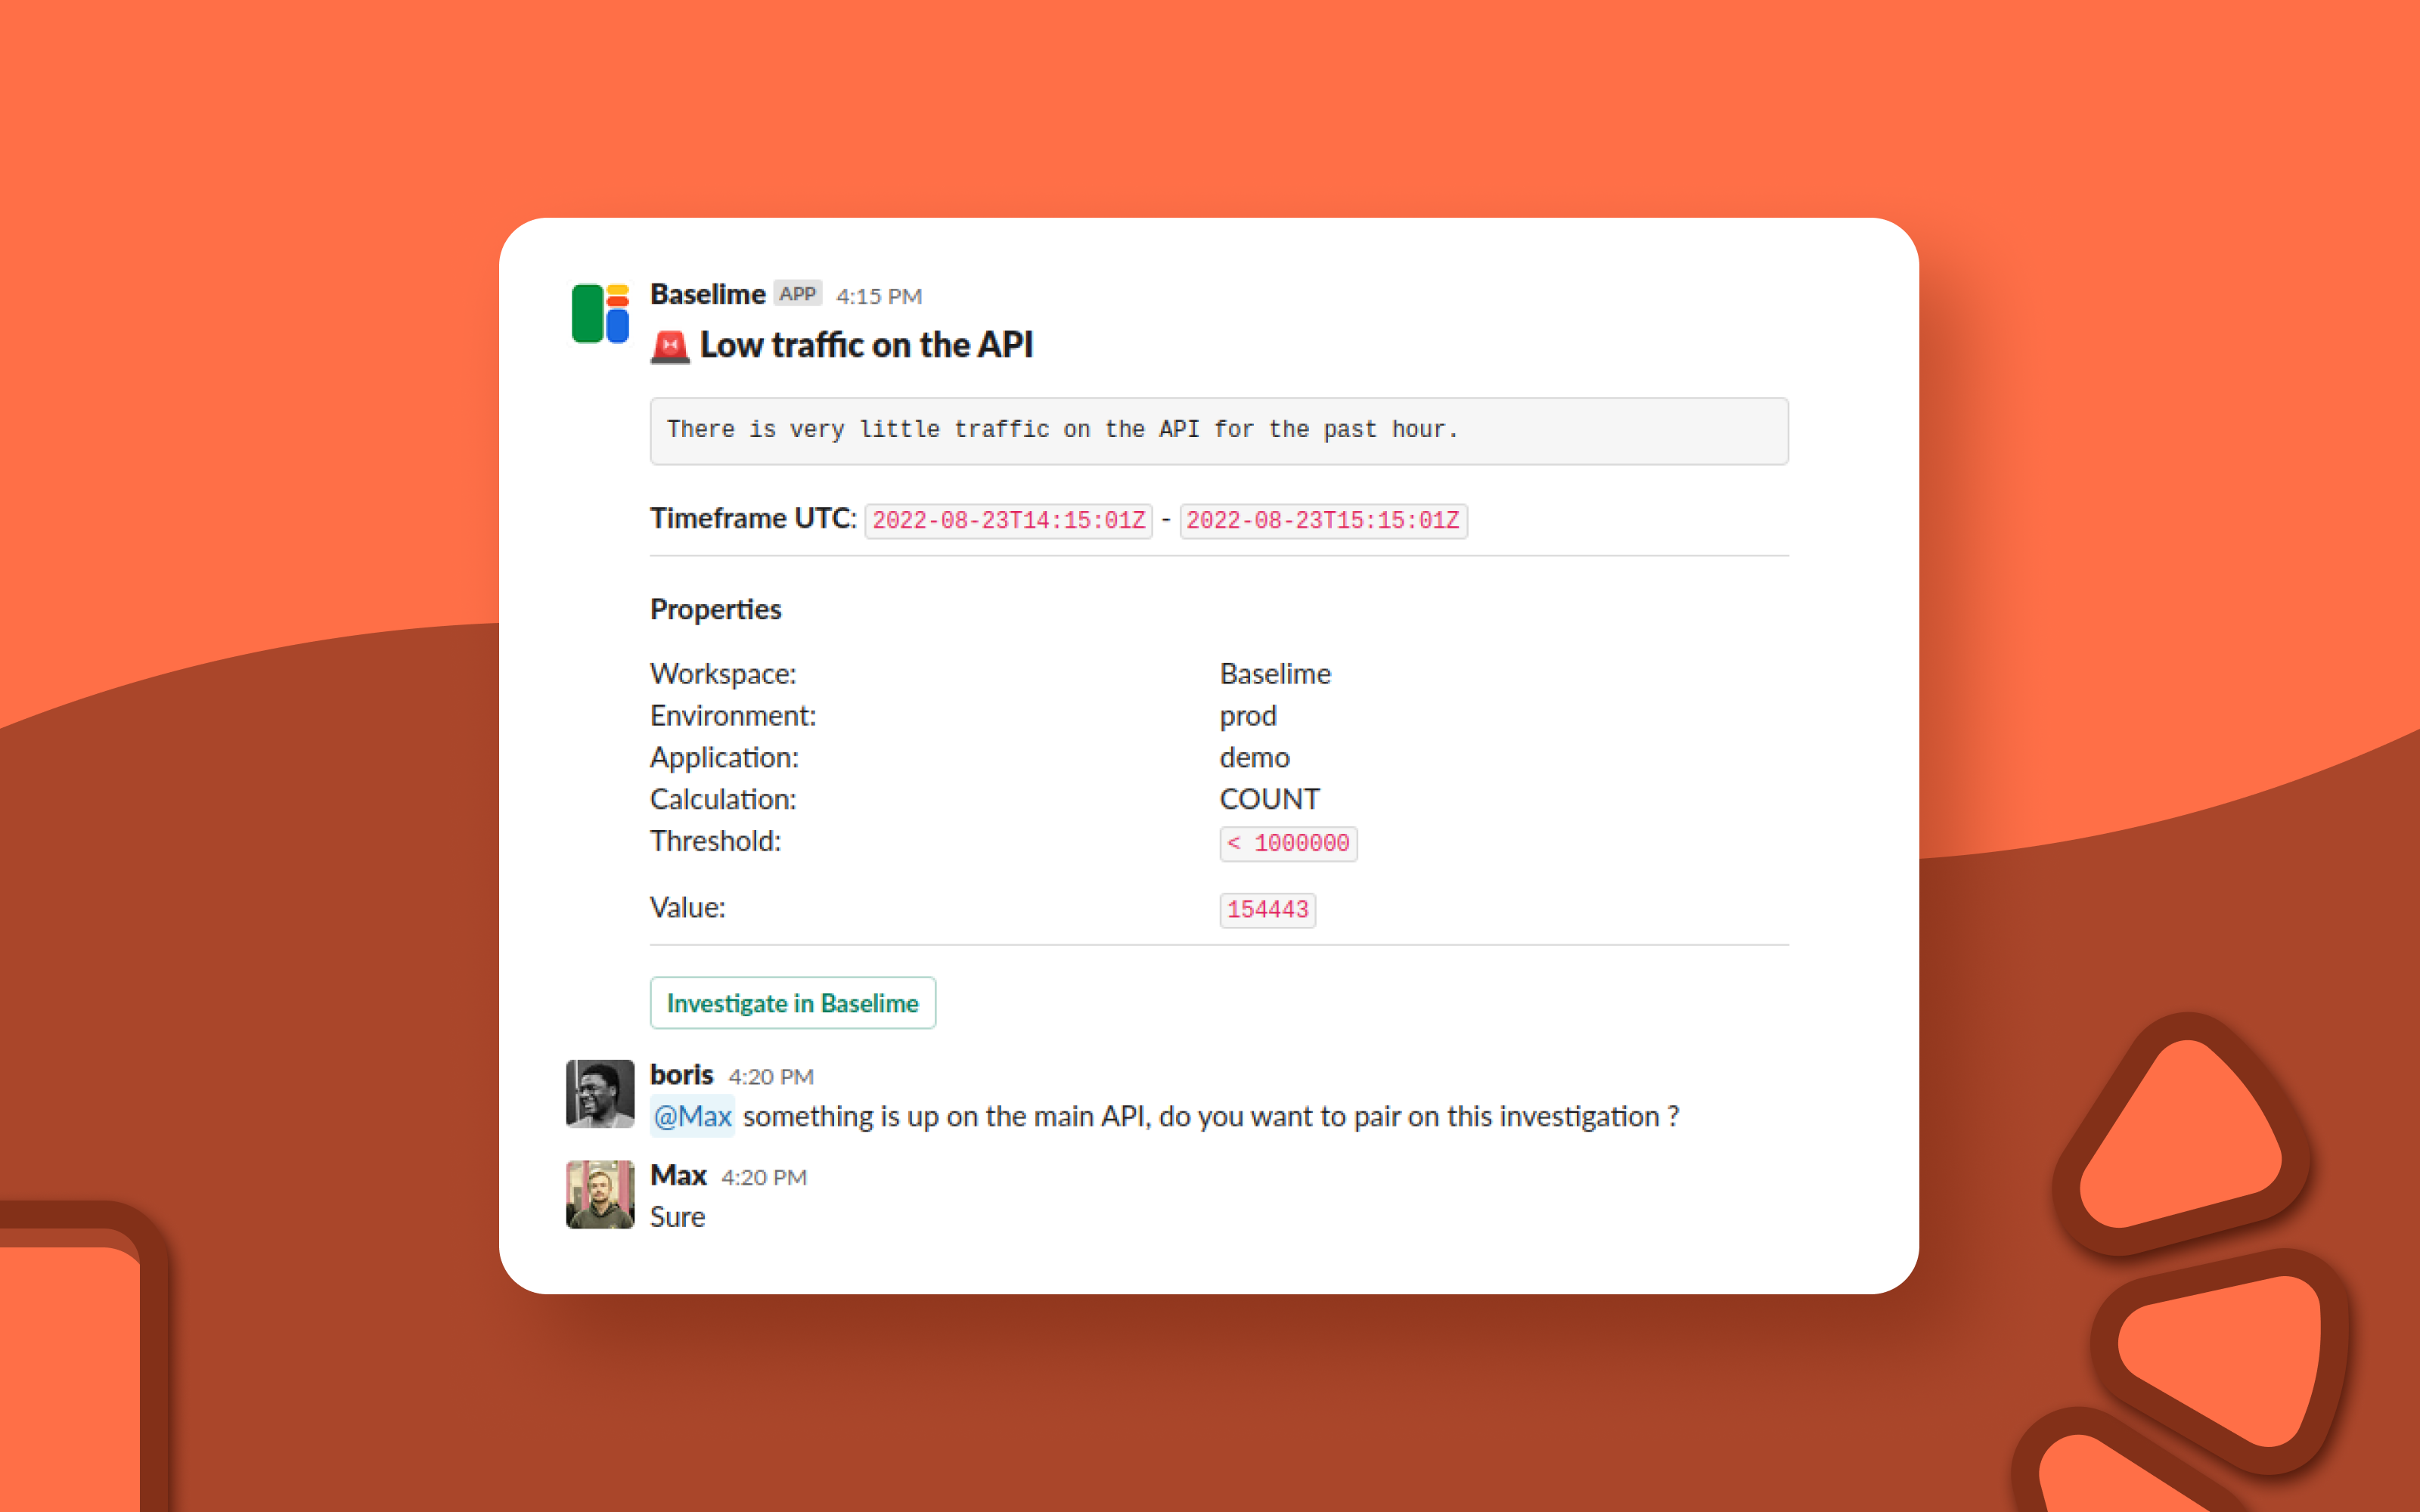 Baselime APP 4:15 PM
🚨 Low traffic on the API
There is very little traffic on the API for the past hour.
Timeframe UTC: 2022-08-23T14:15:01Z - 2022-08-23T15:15:01Z
Properties
Workspace: Baselime
Environment: prod
Application: demo
Calculation: COUNT
Threshold: < 1000000
Value: 154443
Investigate in Baselime
boris 4:20 PM
@Max something is up on the main API, do you want to pair on this investigation ?
Max 4:20 PM
Sure